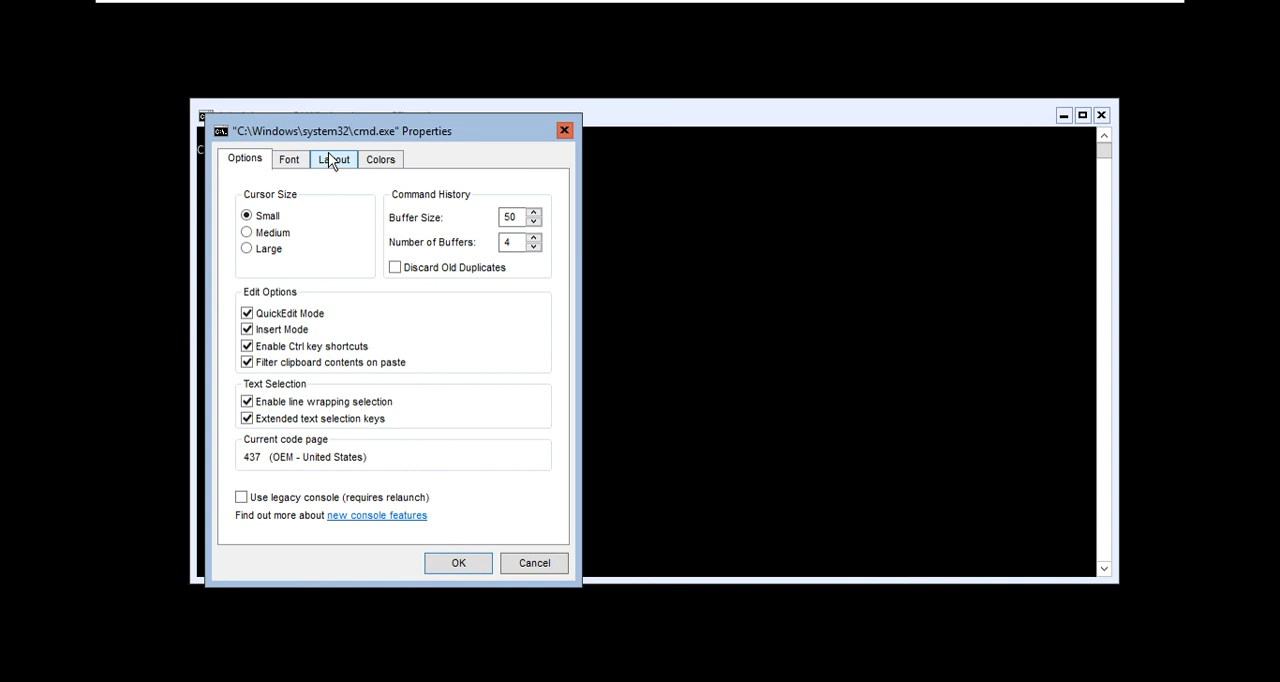 "C:\Windows\system32\cmd.exe" Properties
Options Font Layout Colors
Cursor Size
Small
Medium
Large
Command History
Buffer Size: 50
Number of Buffers: 4
Discard Old Duplicates
Edit Options
QuickEdit Mode
Insert Mode
Enable Ctrl key shortcuts
Filter clipboard contents on paste
Text Selection
Enable line wrapping selection
Extended text selection keys
Current code page
437 (OEM - United States)
Use legacy console (requires relaunch)
Find out more about new console features
OK Cancel